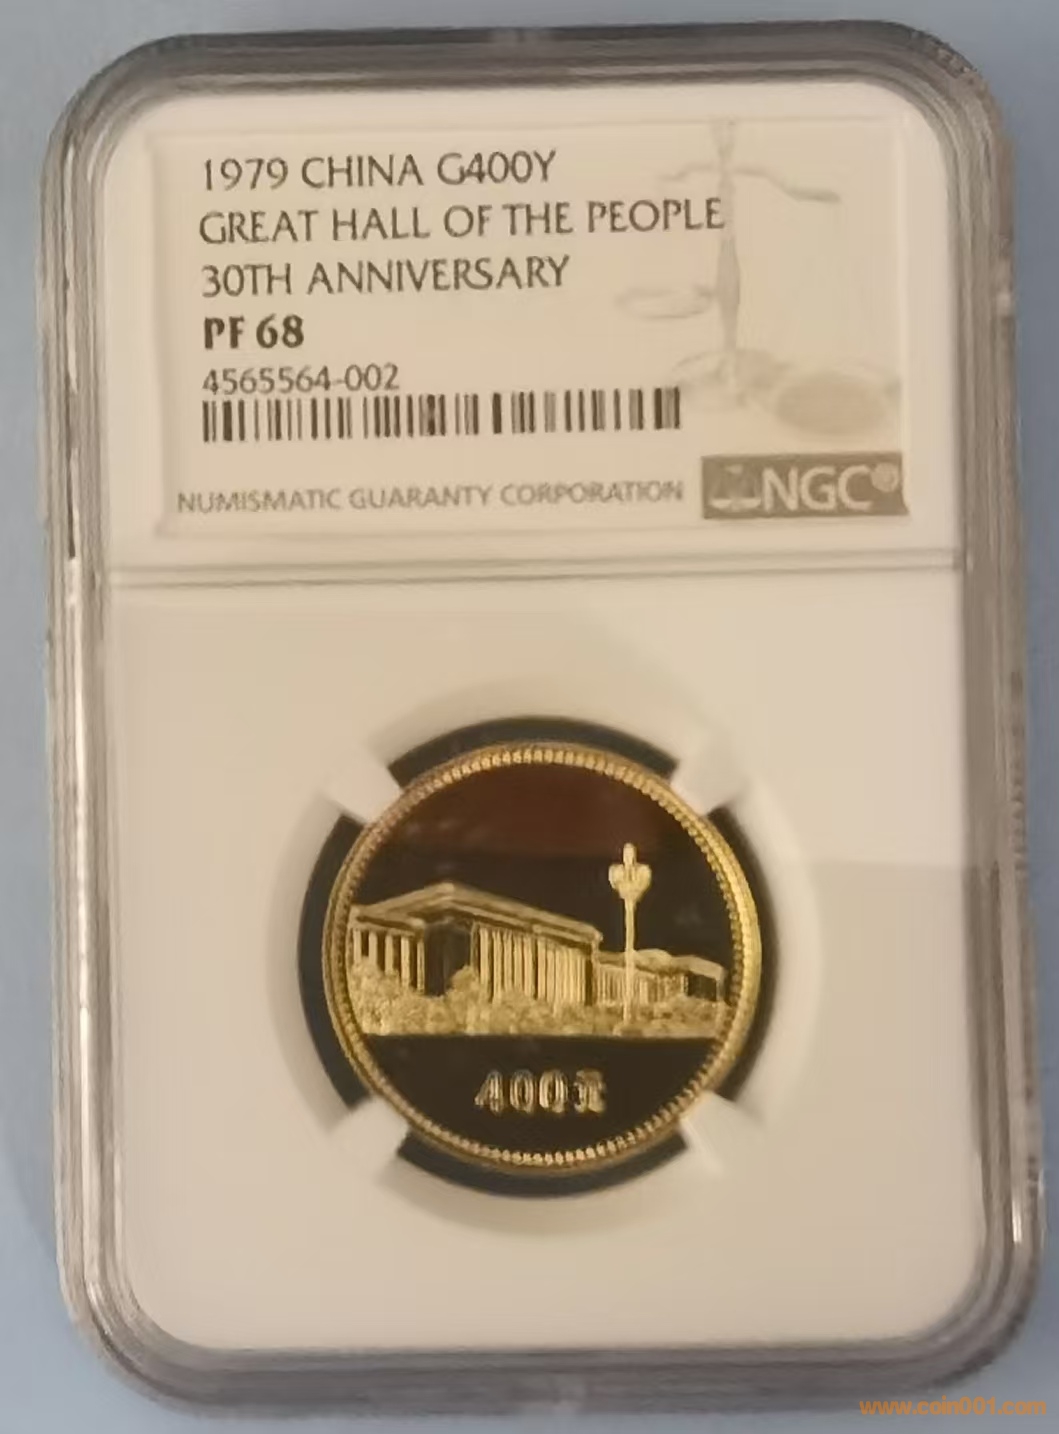 1979 CHINA G400Y
GREAT HALL OF THE PEOPLE
30TH ANNIVERSARY
PF 68
4565564-002
NUMISMATIC GUARANTY CORPORATION
NGC®
400元
www.coin001.com